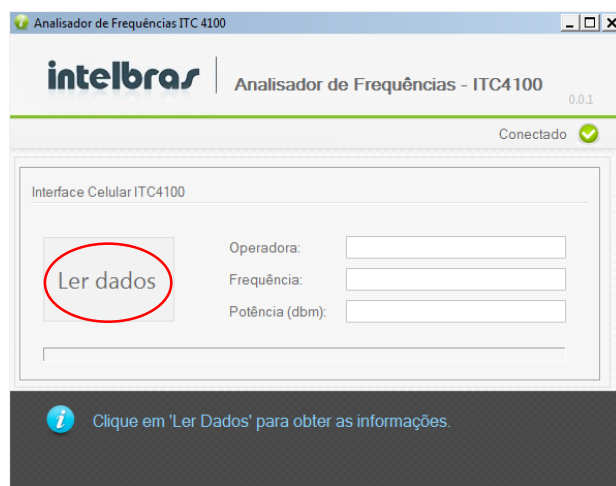 Analisador de Frequências ITC 4100
intelbras
Analisador de Frequências - ITC4100
0.0.1
Conectado
Interface Celular ITC4100
Ler dados
Operadora:
Frequência:
Potência (dbm):
Clique em 'Ler Dados' para obter as informações.